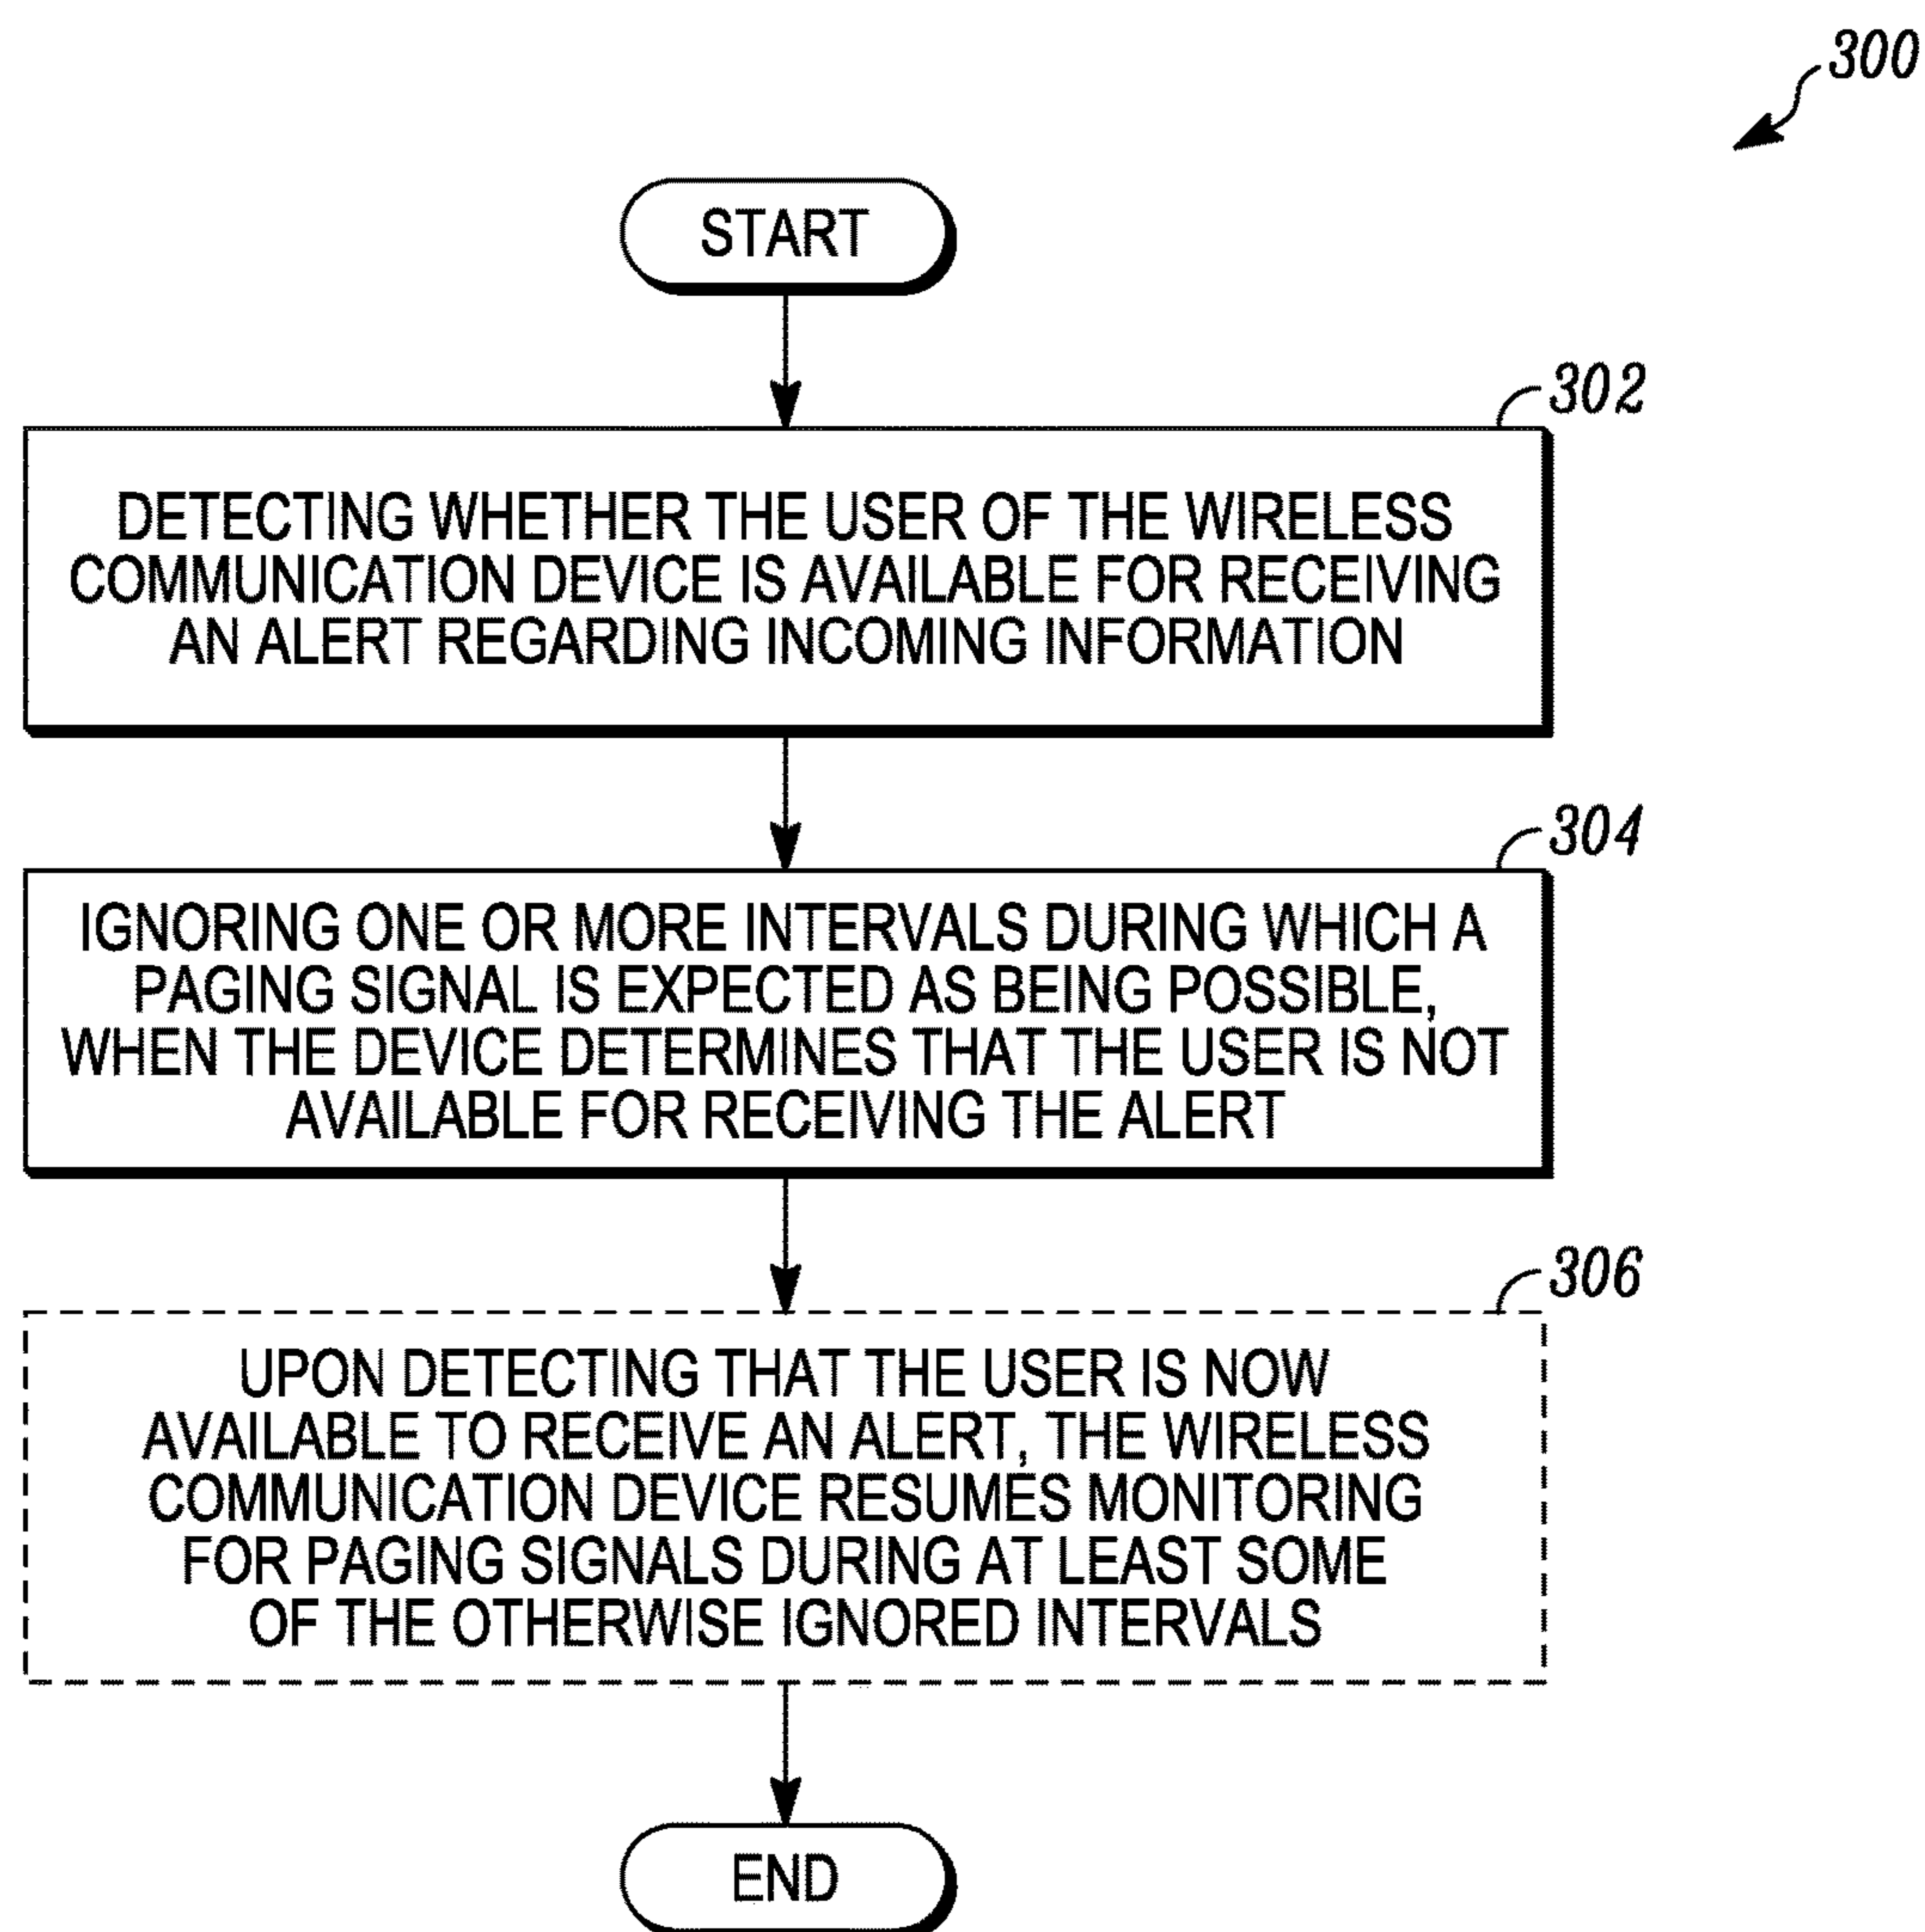 300
START
302
DETECTING WHETHER THE USER OF THE WIRELESS
COMMUNICATION DEVICE IS AVAILABLE FOR RECEIVING
AN ALERT REGARDING INCOMING INFORMATION
304
IGNORING ONE OR MORE INTERVALS DURING WHICH A
PAGING SIGNAL IS EXPECTED AS BEING POSSIBLE,
WHEN THE DEVICE DETERMINES THAT THE USER IS NOT
AVAILABLE FOR RECEIVING THE ALERT
306
UPON DETECTING THAT THE USER IS NOW
AVAILABLE TO RECEIVE AN ALERT, THE WIRELESS
COMMUNICATION DEVICE RESUMES MONITORING
FOR PAGING SIGNALS DURING AT LEAST SOME
OF THE OTHERWISE IGNORED INTERVALS
END